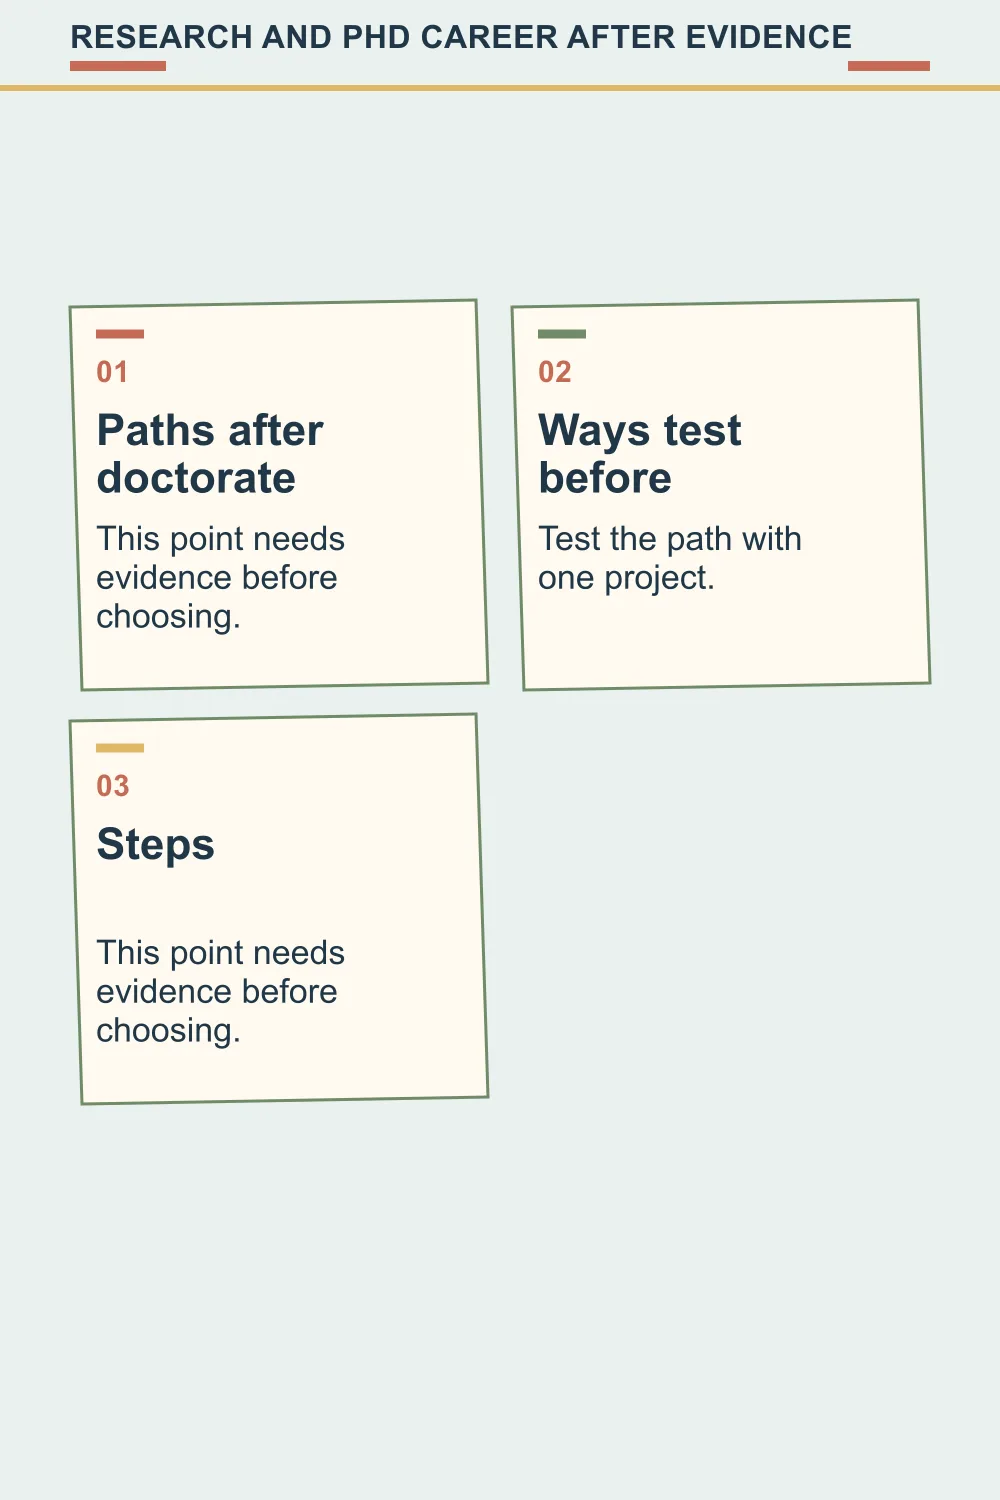 RESEARCH AND PHD CAREER AFTER EVIDENCE
01
Paths after
doctorate
This point needs
evidence before
choosing.
02
Ways test
before
Test the path with
one project.
03
Steps
This point needs
evidence before
choosing.